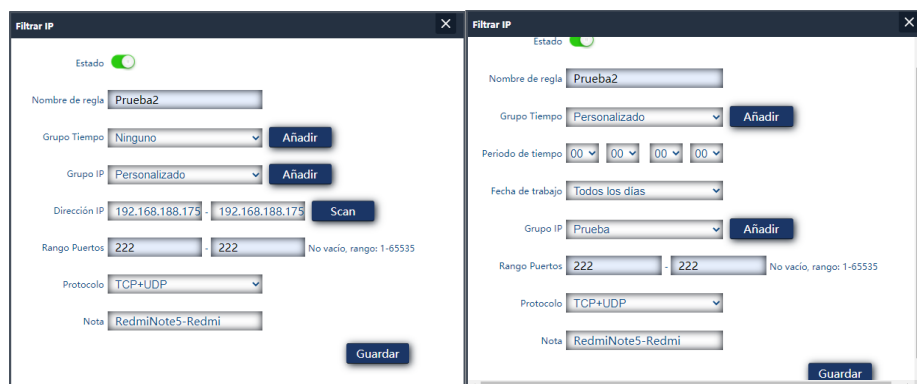 Filtrar IP
Estado
Nombre de regla Prueba2
Grupo Tiempo Ninguno Añadir
Grupo IP Personalizado Añadir
Dirección IP 192.168.188.175 - 192.168.188.175 Scan
Rango Puertos 222 - 222 No vacío, rango: 1-65535
Protocolo TCP+UDP
Nota RedmiNote5-Redmi
Guardar
Filtrar IP
Estado
Nombre de regla Prueba2
Grupo Tiempo Personalizado Añadir
Periodo de tiempo 00 00 00 00
Fecha de trabajo Todos los días
Grupo IP Prueba Añadir
Rango Puertos 222 - 222 No vacío, rango: 1-65535
Protocolo TCP+UDP
Nota RedmiNote5-Redmi
Guardar